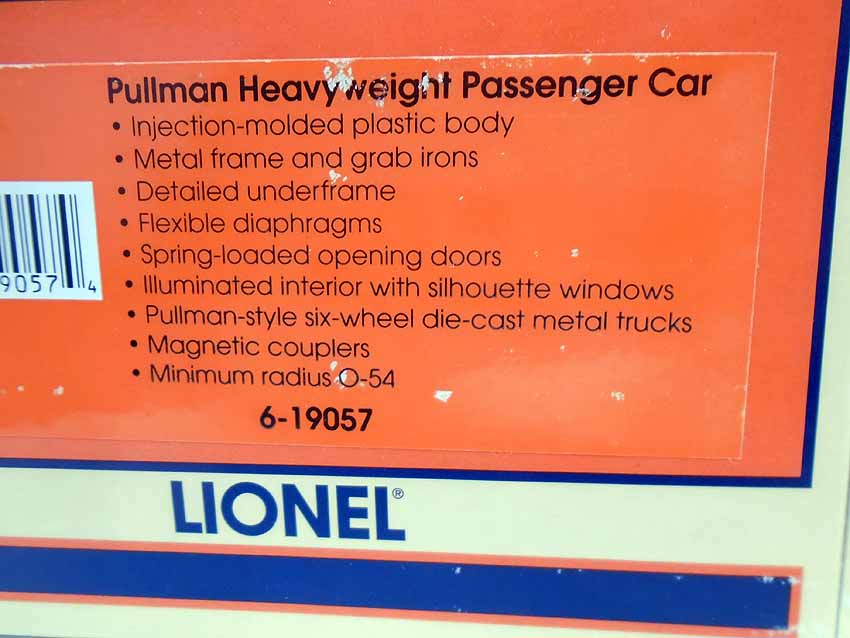 Pullman Heavyweight Passenger Car
• Injection-molded plastic body
• Metal frame and grab irons
• Detailed underframe
• Flexible diaphragms
• Spring-loaded opening doors
• Illuminated interior with silhouette windows
• Pullman-style six-wheel die-cast metal trucks
• Magnetic couplers
• Minimum radius O-54
6-19057
9057 4
LIONEL®